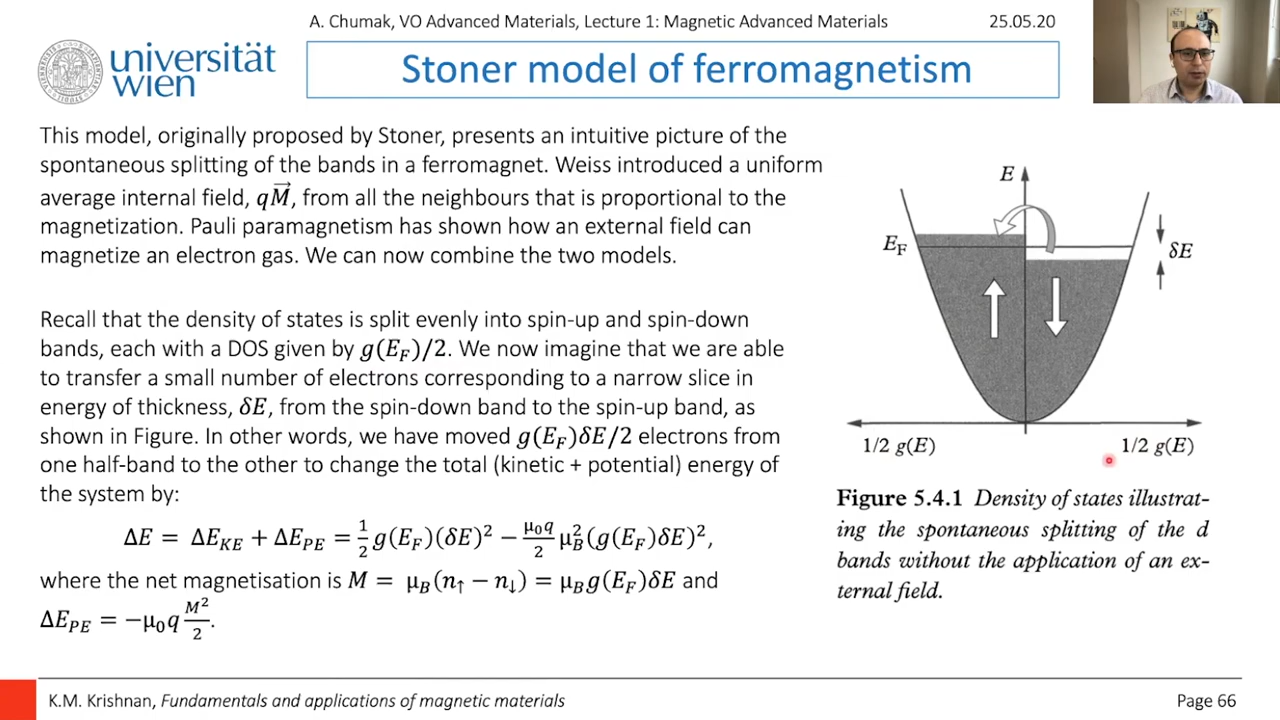 A. Chumak, VO Advanced Materials, Lecture 1: Magnetic Advanced Materials 25.05.20
universität
wien
Stoner model of ferromagnetism
This model, originally proposed by Stoner, presents an intuitive picture of the
spontaneous splitting of the bands in a ferromagnet. Weiss introduced a uniform
average internal field, qM⃗, from all the neighbours that is proportional to the
magnetization. Pauli paramagnetism has shown how an external field can
magnetize an electron gas. We can now combine the two models.
Recall that the density of states is split evenly into spin-up and spin-down
bands, each with a DOS given by g(E_F)/2. We now imagine that we are able
to transfer a small number of electrons corresponding to a narrow slice in
energy of thickness, δE, from the spin-down band to the spin-up band, as
shown in Figure. In other words, we have moved g(E_F)δE/2 electrons from
one half-band to the other to change the total (kinetic + potential) energy of
the system by:
ΔE = ΔE_KE + ΔE_PE = 1/2 g(E_F)(δE)² − μ₀q/2 μ_B²(g(E_F)δE)²,
where the net magnetisation is M = μ_B(n↑ − n↓) = μ_B g(E_F)δE and
ΔE_PE = −μ₀q M²/2.
E
E_F
δE
1/2 g(E) 1/2 g(E)
Figure 5.4.1 Density of states illustrat-
ing the spontaneous splitting of the d
bands without the application of an ex-
ternal field.
K.M. Krishnan, Fundamentals and applications of magnetic materials
Page 66